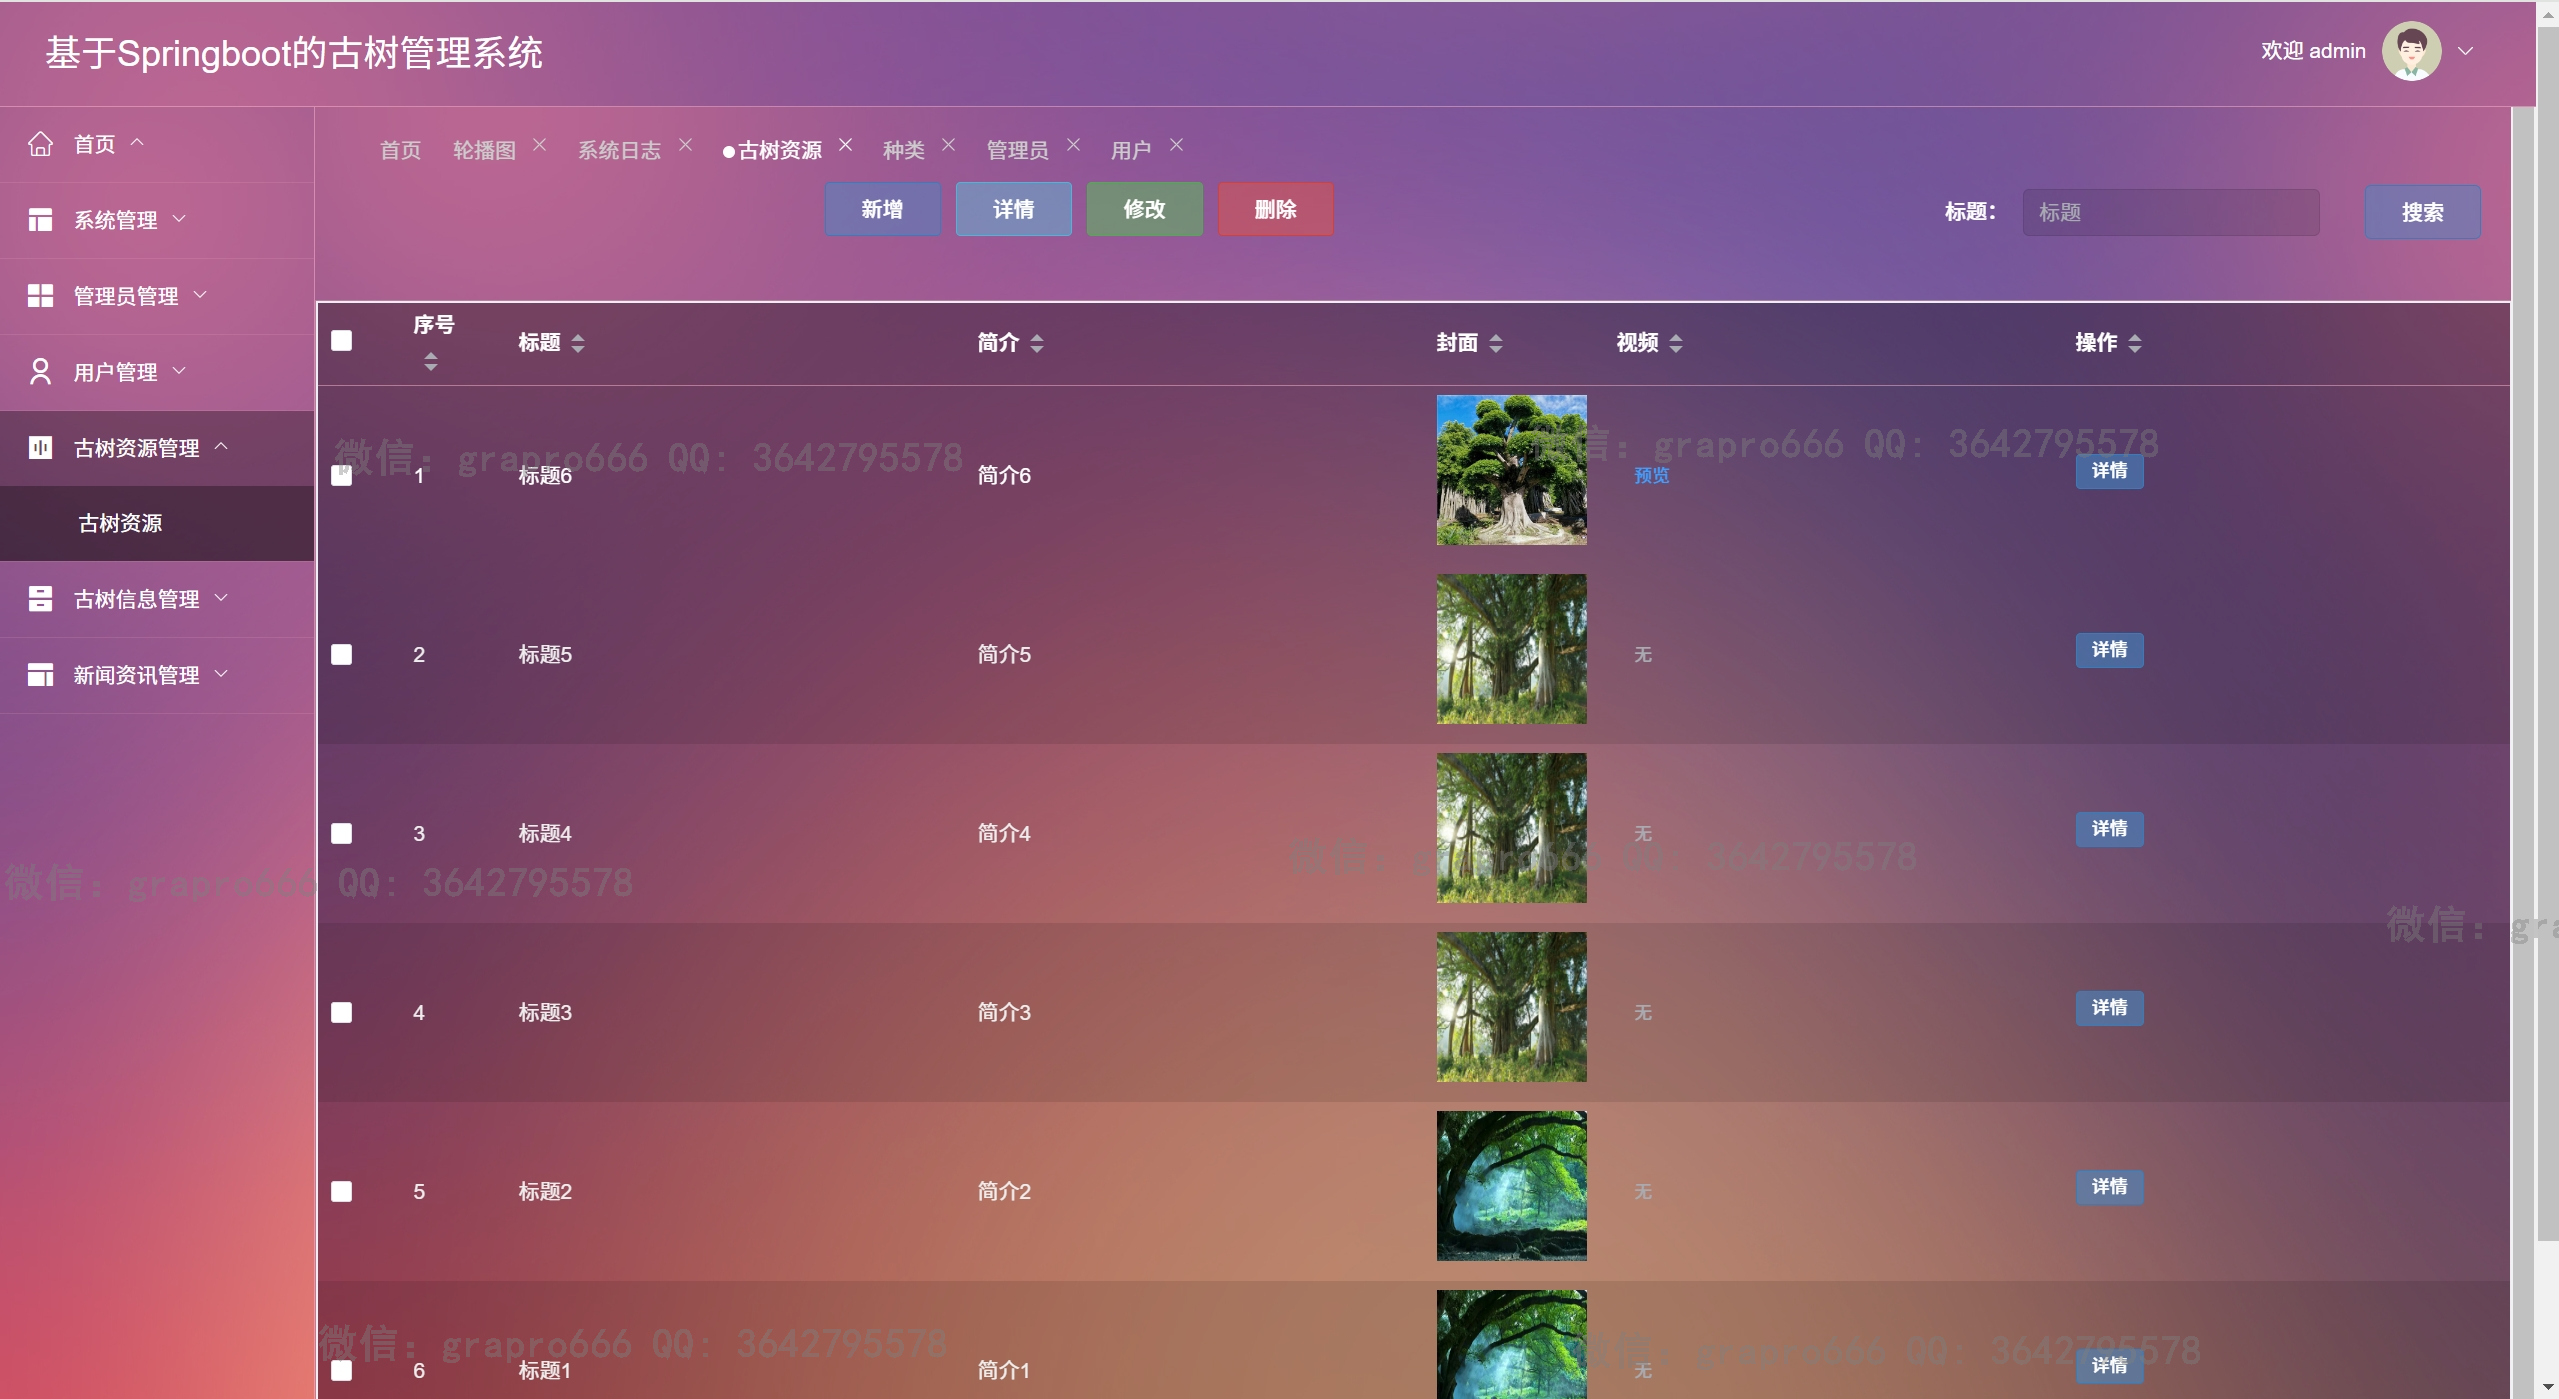 基于Springboot的古树管理系统
欢迎 admin
首页
系统管理
管理员管理
用户管理
古树资源管理
古树资源
古树信息管理
新闻资讯管理
首页 轮播图 系统日志 古树资源 种类 管理员 用户
新增 详情 修改 删除
标题： 标题 搜索
序号 标题 简介 封面 视频 操作
1 标题6 简介6 预览 详情
2 标题5 简介5 无 详情
3 标题4 简介4 无 详情
4 标题3 简介3 无 详情
5 标题2 简介2 无 详情
6 标题1 简介1 无 详情
微信：grapro666 QQ：3642795578
微信：grapro666 QQ：3642795578
微信：grapro666 QQ：3642795578
微信：grapro666 QQ：3642795578
微信：gra
微信：grapro666 QQ：3642795578
微信：grapro666 QQ：3642795578